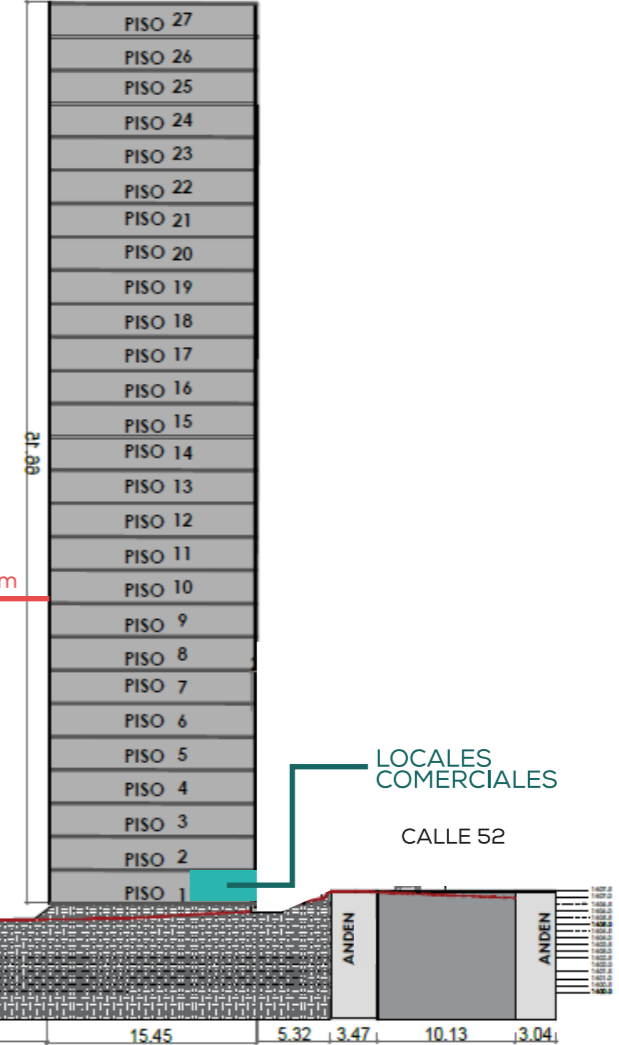 PISO 27
PISO 26
PISO 25
PISO 24
PISO 23
PISO 22
PISO 21
PISO 20
PISO 19
PISO 18
PISO 17
PISO 16
PISO 15
PISO 14
PISO 13
PISO 12
PISO 11
m
PISO 10
PISO 9
PISO 8
PISO 7
PISO 6
PISO 5
LOCALES
COMERCIALES
PISO 4
PISO 3
CALLE 52
PISO 2
PISO 1
ANDEN
ANDEN
15.45
5.32
3.47
10.13
3.04